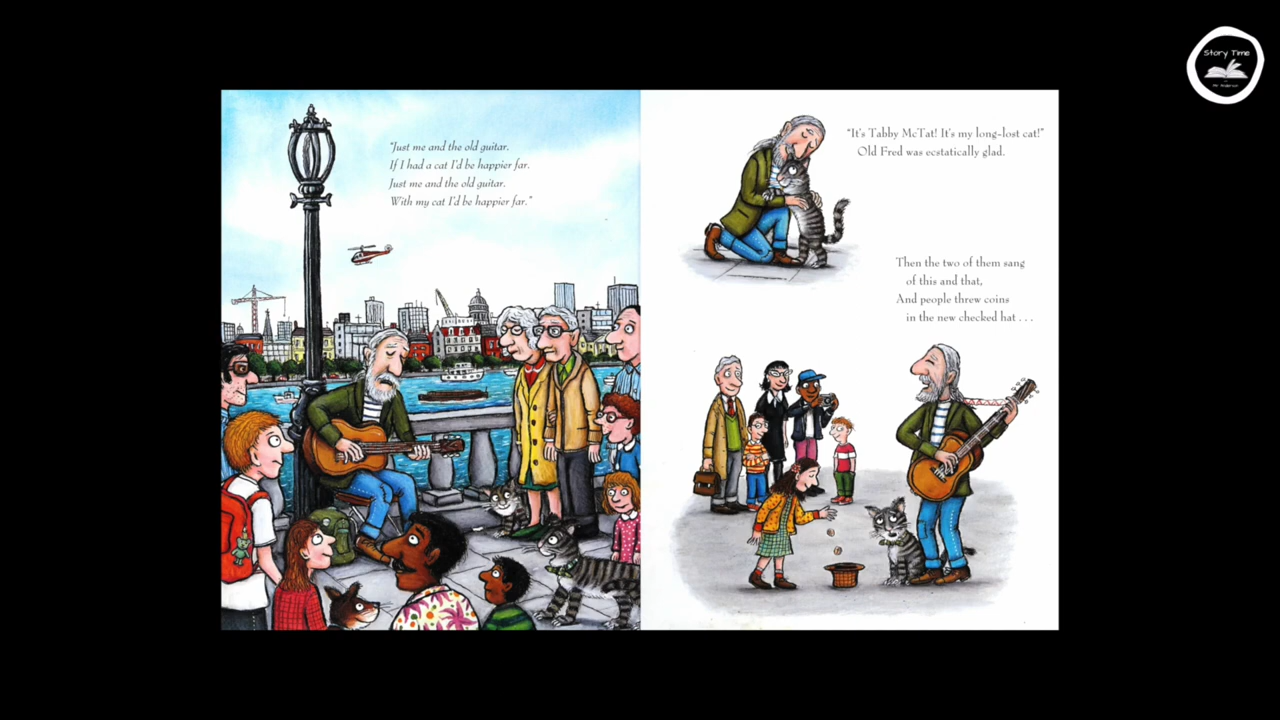 "Just me and the old guitar.
If I had a cat I'd be happier far.
Just me and the old guitar.
With my cat I'd be happier far."
"It's Tabby McTat! It's my long-lost cat!"
Old Fred was ecstatically glad.
Then the two of them sang
of this and that,
And people threw coins
in the new checked hat . . .
Story Time